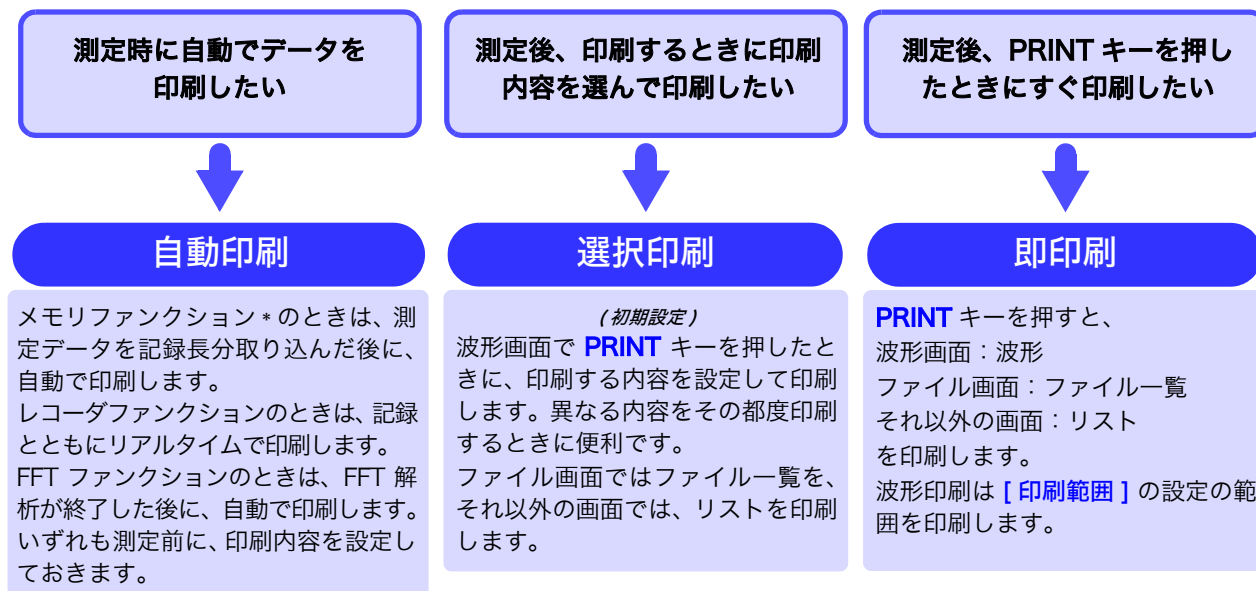 測定時に自動でデータを
印刷したい
自動印刷
メモリファンクション * のときは、測
定データを記録長分取り込んだ後に、
自動で印刷します。
レコーダファンクションのときは、記録
とともにリアルタイムで印刷します。
FFT ファンクションのときは、FFT 解
析が終了した後に、自動で印刷します。
いずれも測定前に、印刷内容を設定し
ておきます。
測定後、印刷するときに印刷
内容を選んで印刷したい
選択印刷
( 初期設定 )
波形画面で PRINT キーを押したと
きに、印刷する内容を設定して印刷
します。異なる内容をその都度印刷
するときに便利です。
ファイル画面ではファイル一覧を、
それ以外の画面では、リストを印刷
します。
測定後、PRINT キーを押し
たときにすぐ印刷したい
即印刷
PRINT キーを押すと、
波形画面：波形
ファイル画面：ファイル一覧
それ以外の画面：リスト
を印刷します。
波形印刷は [ 印刷範囲 ] の設定の範
囲を印刷します。